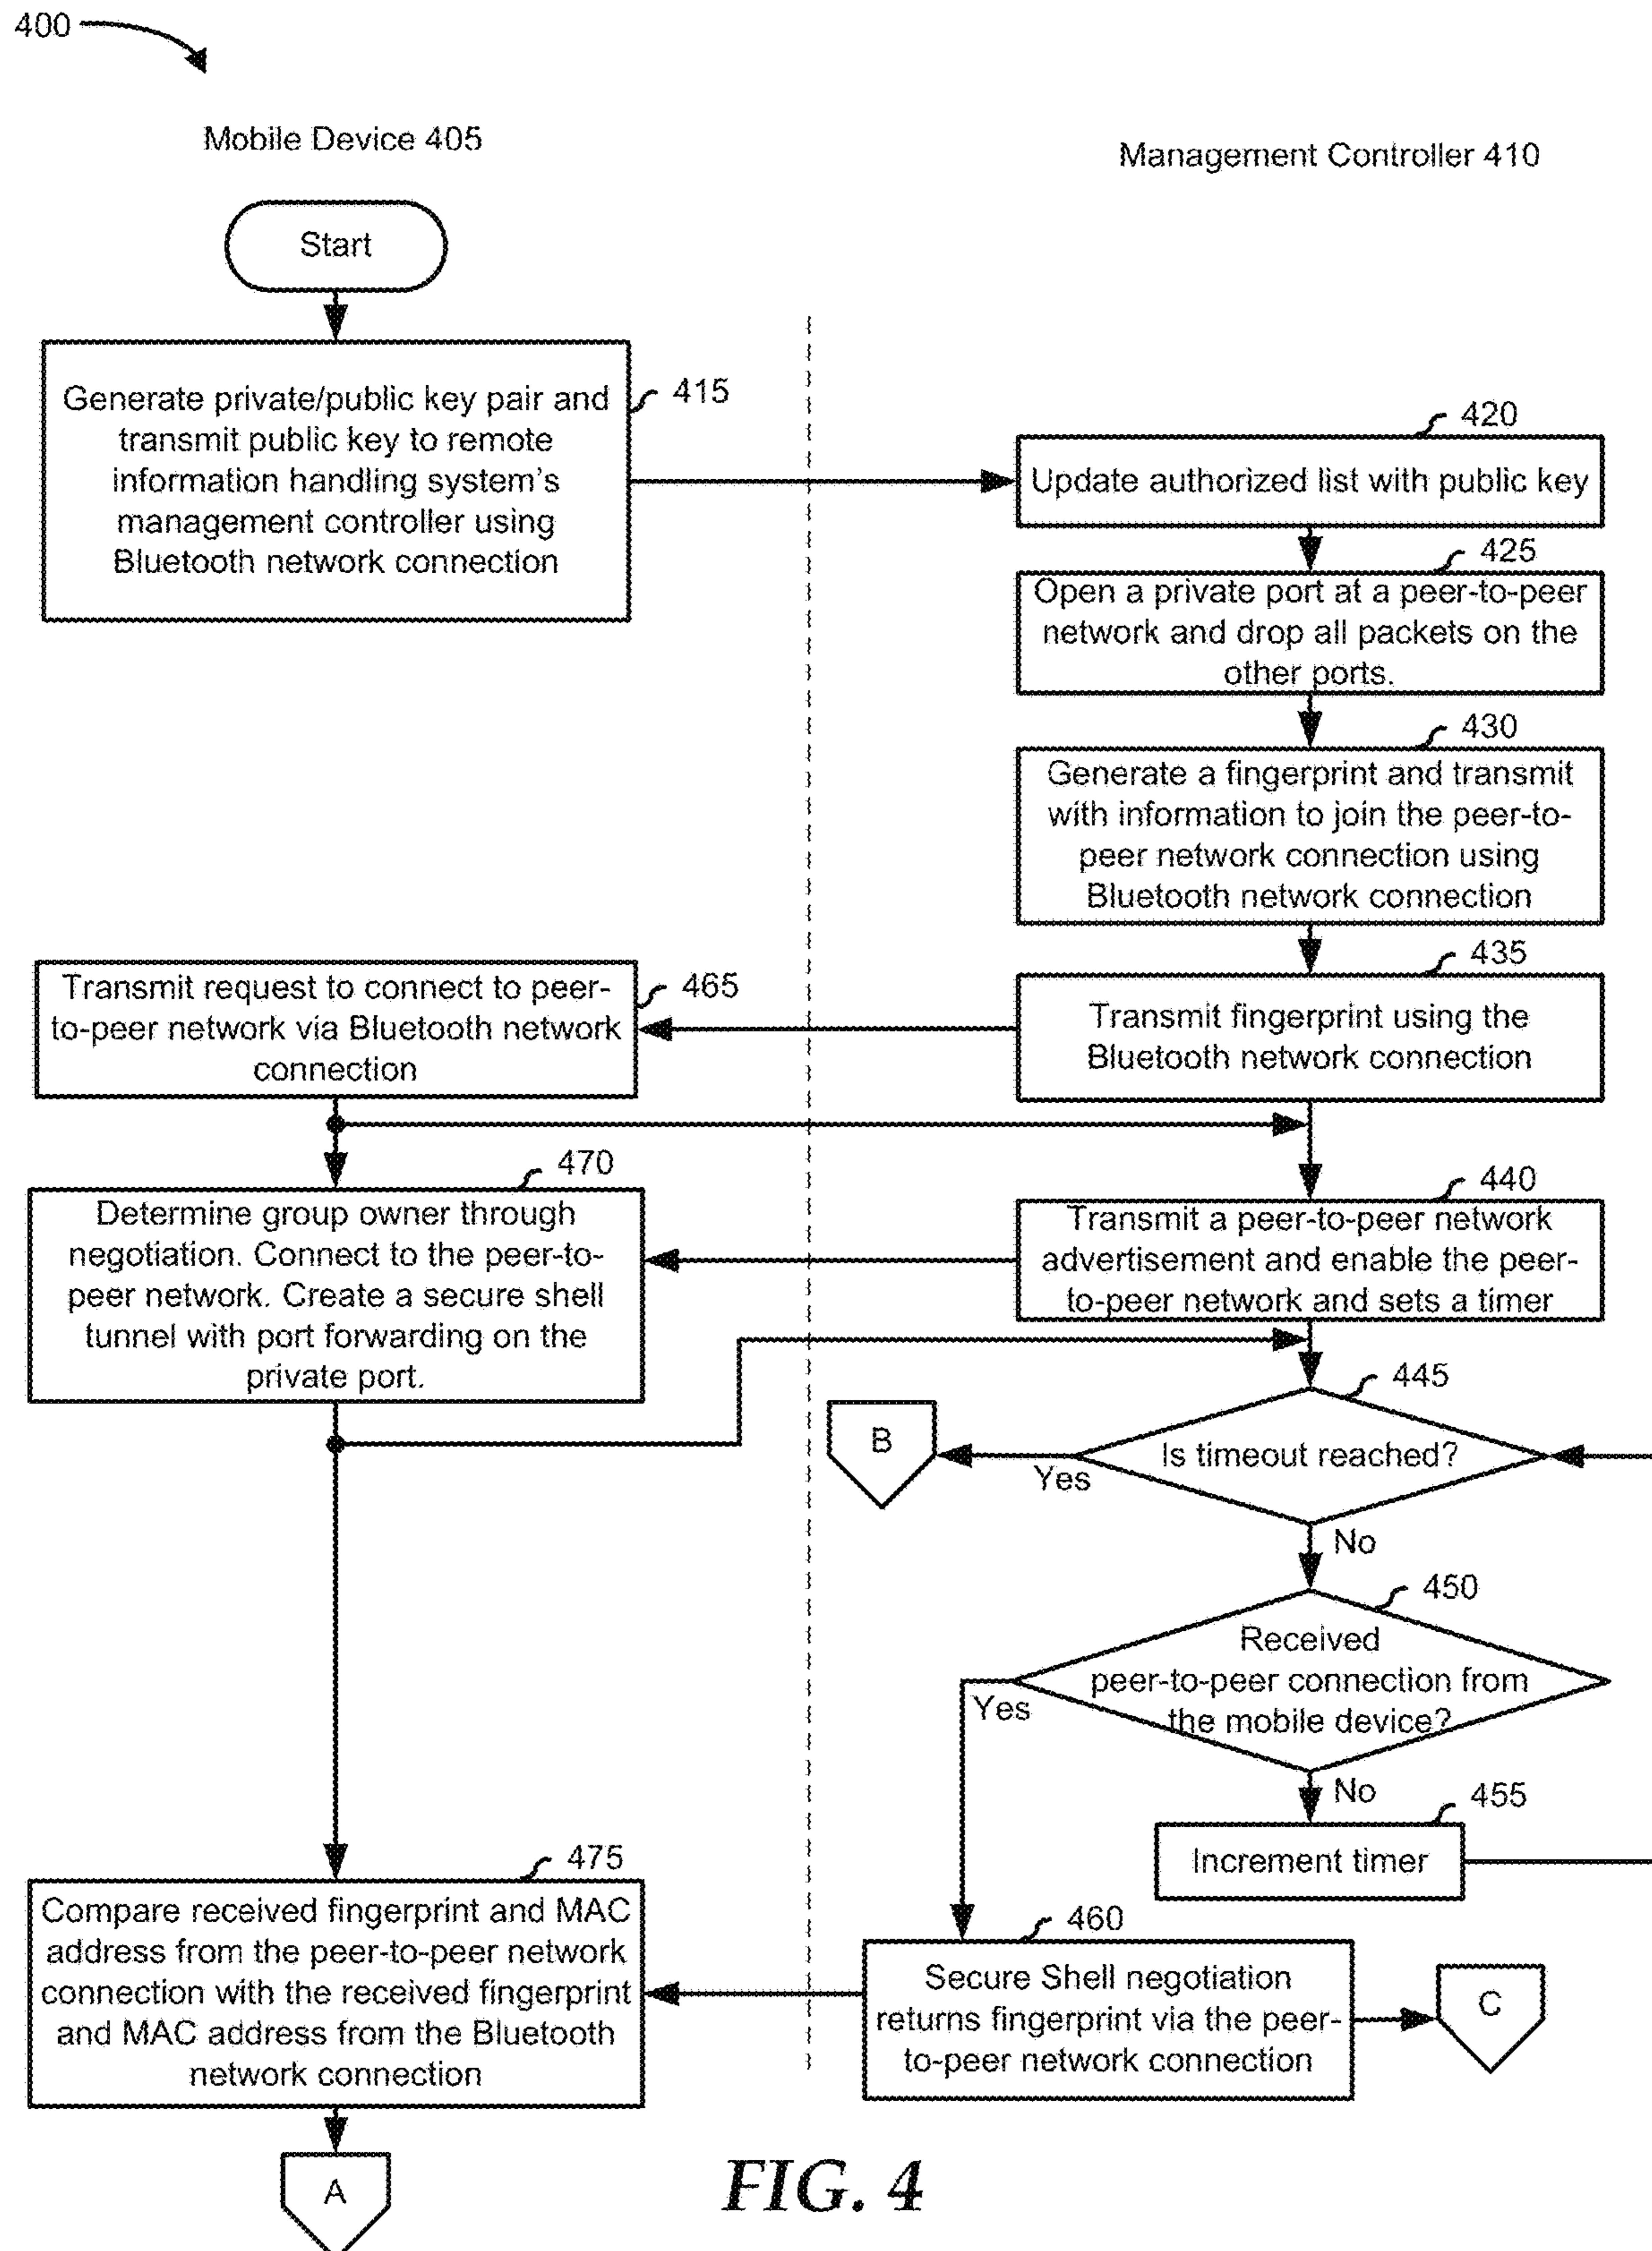 400
Mobile Device 405
Management Controller 410
Start
Generate private/public key pair and
transmit public key to remote
information handling system's
management controller using
Bluetooth network connection
415
420
Update authorized list with public key
425
Open a private port at a peer-to-peer
network and drop all packets on the
other ports.
430
Generate a fingerprint and transmit
with information to join the peer-to-
peer network connection using
Bluetooth network connection
435
Transmit fingerprint using the
Bluetooth network connection
Transmit request to connect to peer-
to-peer network via Bluetooth network
connection
465
470
Determine group owner through
negotiation. Connect to the peer-to-
peer network. Create a secure shell
tunnel with port forwarding on the
private port.
440
Transmit a peer-to-peer network
advertisement and enable the peer-
to-peer network and sets a timer
445
Is timeout reached?
B
Yes
No
450
Received
peer-to-peer connection from
the mobile device?
Yes
No
455
Increment timer
475
Compare received fingerprint and MAC
address from the peer-to-peer network
connection with the received fingerprint
and MAC address from the Bluetooth
network connection
460
Secure Shell negotiation
returns fingerprint via the peer-
to-peer network connection
C
A
FIG. 4